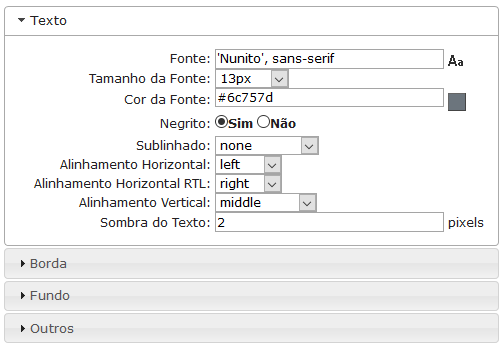 Texto
Fonte: 'Nunito', sans-serif Aa
Tamanho da Fonte: 13px
Cor da Fonte: #6c757d
Negrito: Sim Não
Sublinhado: none
Alinhamento Horizontal: left
Alinhamento Horizontal RTL: right
Alinhamento Vertical: middle
Sombra do Texto: 2 pixels
Borda
Fundo
Outros